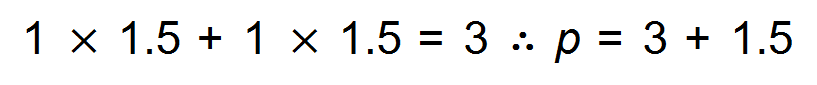 1 × 1.5 + 1 × 1.5 = 3 ∴ p = 3 + 1.5